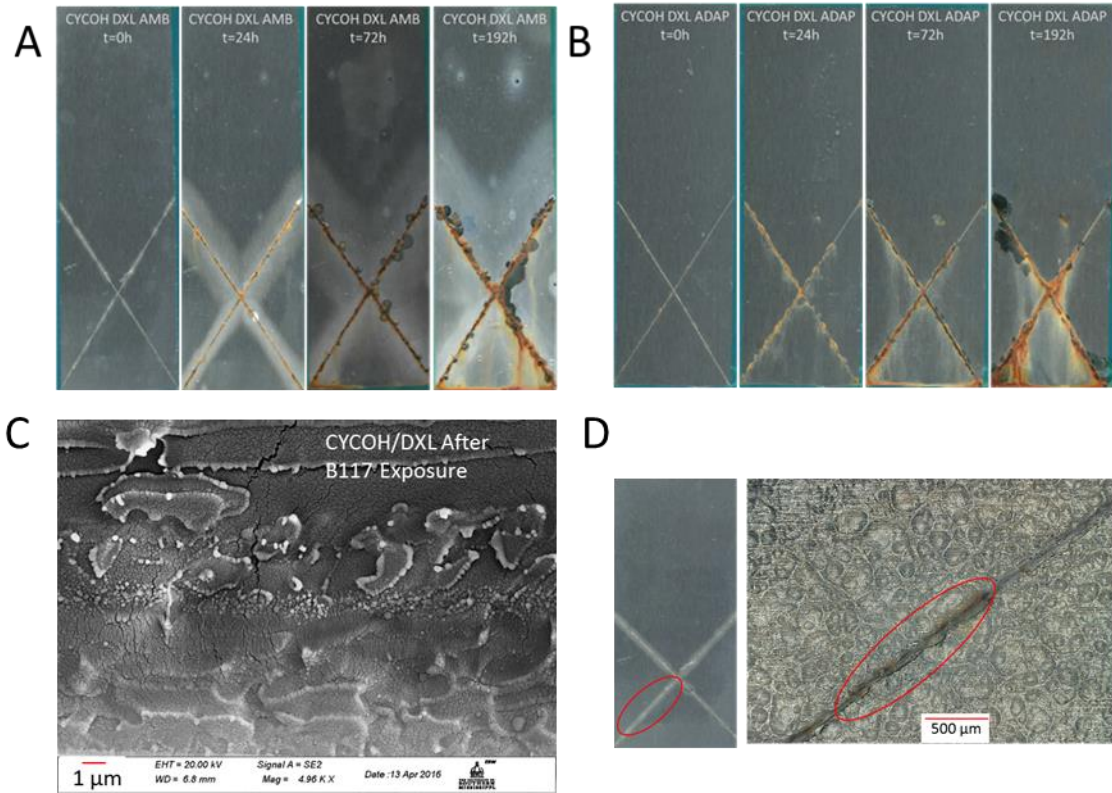 A
CYCOH DXL AMB
t=0h
CYCOH DXL AMB
t=24h
CYCOH DXL AMB
t=72h
CYCOH DXL AMB
t=192h
B
CYCOH DXL ADAP
t=0h
CYCOH DXL ADAP
t=24h
CYCOH DXL ADAP
t=72h
CYCOH DXL ADAP
t=192h
C
CYCOH/DXL After
B117 Exposure
1 μm
EHT = 20.00 kV
WD = 6.8 mm
Signal A = SE2
Mag = 4.96 K X
Date :13 Apr 2016
D
500 μm